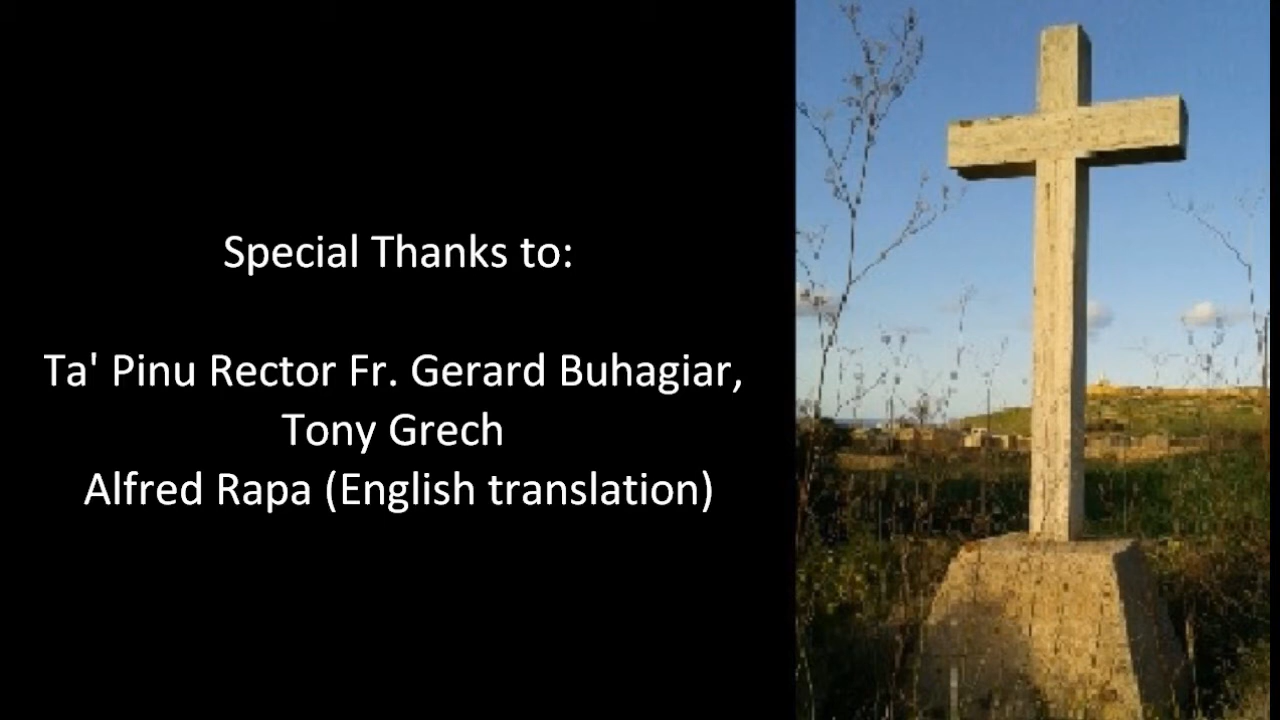 Special Thanks to:
Ta' Pinu Rector Fr. Gerard Buhagiar,
Tony Grech
Alfred Rapa (English translation)